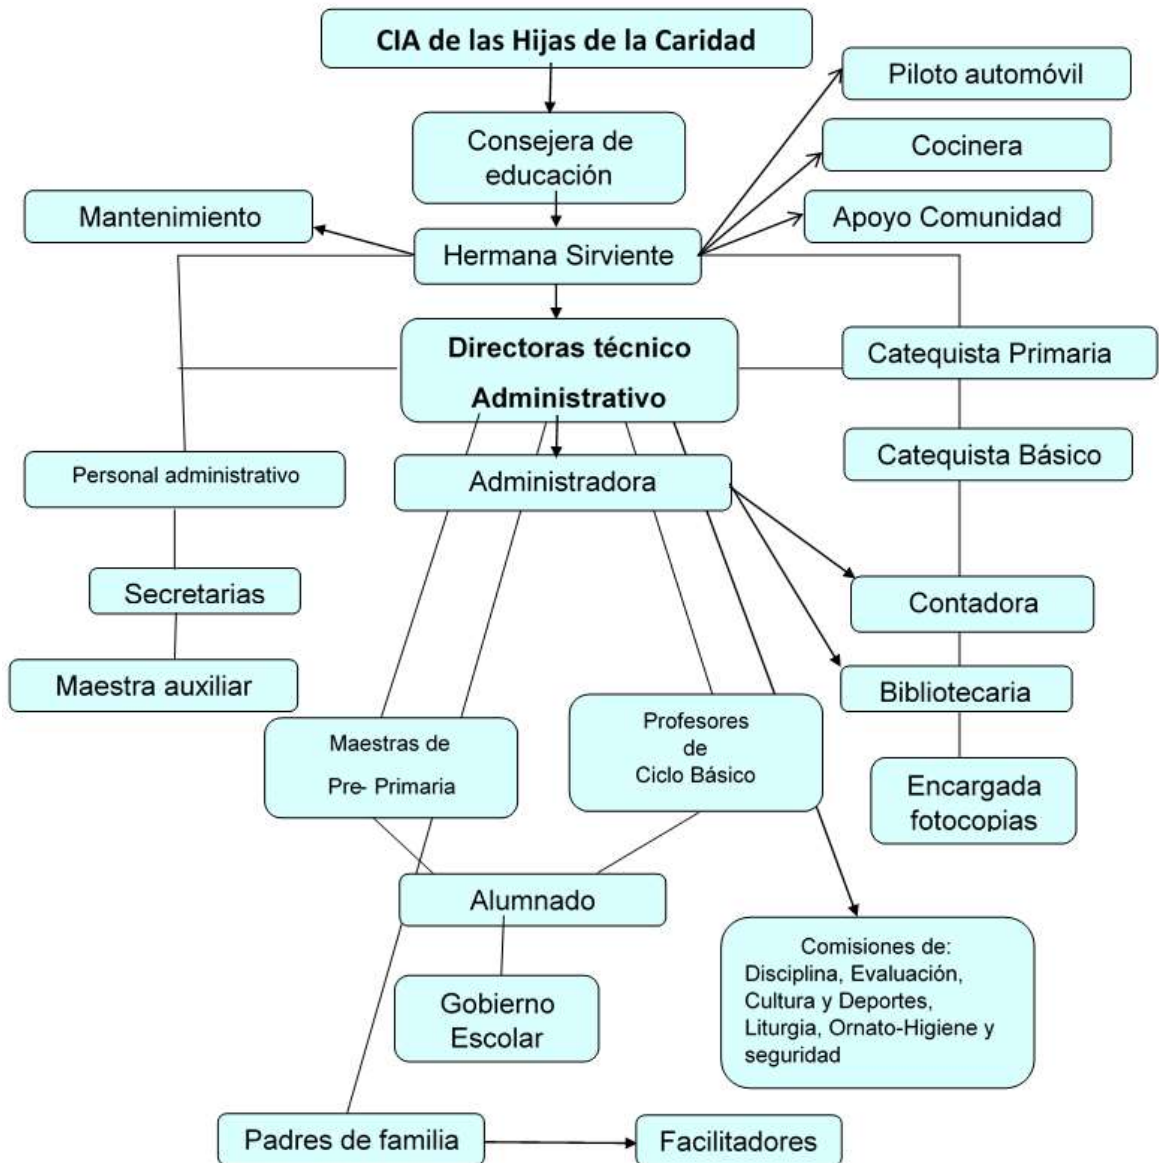 CIA de las Hijas de la Caridad
Piloto automóvil
Consejera de
educación
Cocinera
Mantenimiento
Apoyo Comunidad
Hermana Sirviente
Directoras técnico
Administrativo
Catequista Primaria
Personal administrativo
Administradora
Catequista Básico
Secretarias
Contadora
Maestra auxiliar
Bibliotecaria
Maestras de
Pre- Primaria
Profesores
de
Ciclo Básico
Encargada
fotocopias
Alumnado
Gobierno
Escolar
Comisiones de:
Disciplina, Evaluación,
Cultura y Deportes,
Liturgia, Ornato-Higiene y
seguridad
Padres de familia
Facilitadores